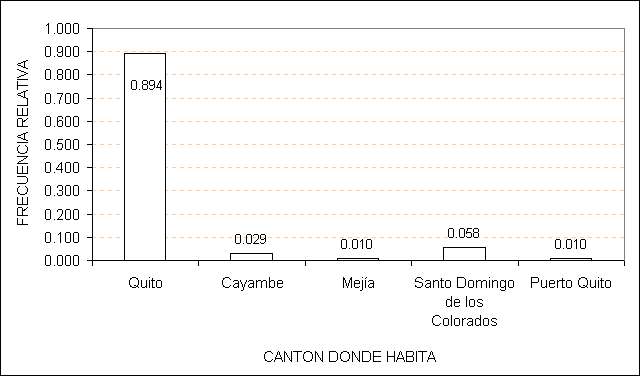 FRECUENCIA RELATIVA
1.000
0.900
0.800
0.700
0.600
0.500
0.400
0.300
0.200
0.100
0.000
0.894
0.029
0.010
0.058
0.010
Quito
Cayambe
Mejía
Santo Domingo
de los
Colorados
Puerto Quito
CANTON DONDE HABITA